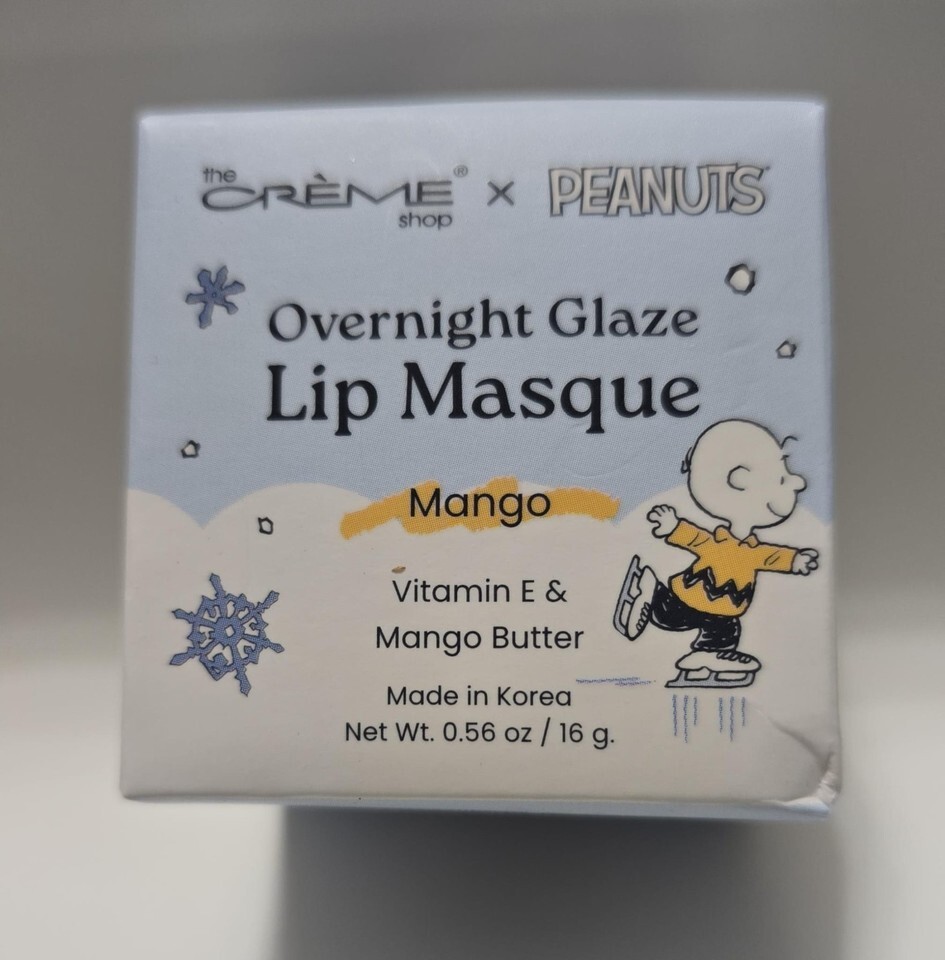 the CRÈME® shop x PEANUTS
Overnight Glaze
Lip Masque
Mango
Vitamin E &
Mango Butter
Made in Korea
Net Wt. 0.56 oz / 16 g.